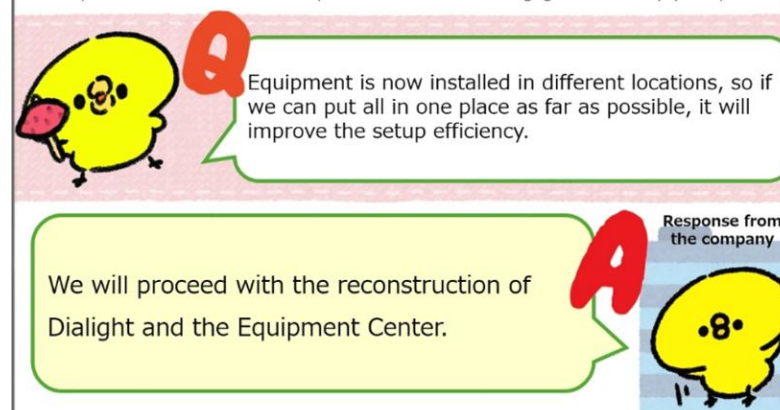 Q
Equipment is now installed in different locations, so if
we can put all in one place as far as possible, it will
improve the setup efficiency.
A
Response from
the company
We will proceed with the reconstruction of
Dialight and the Equipment Center.